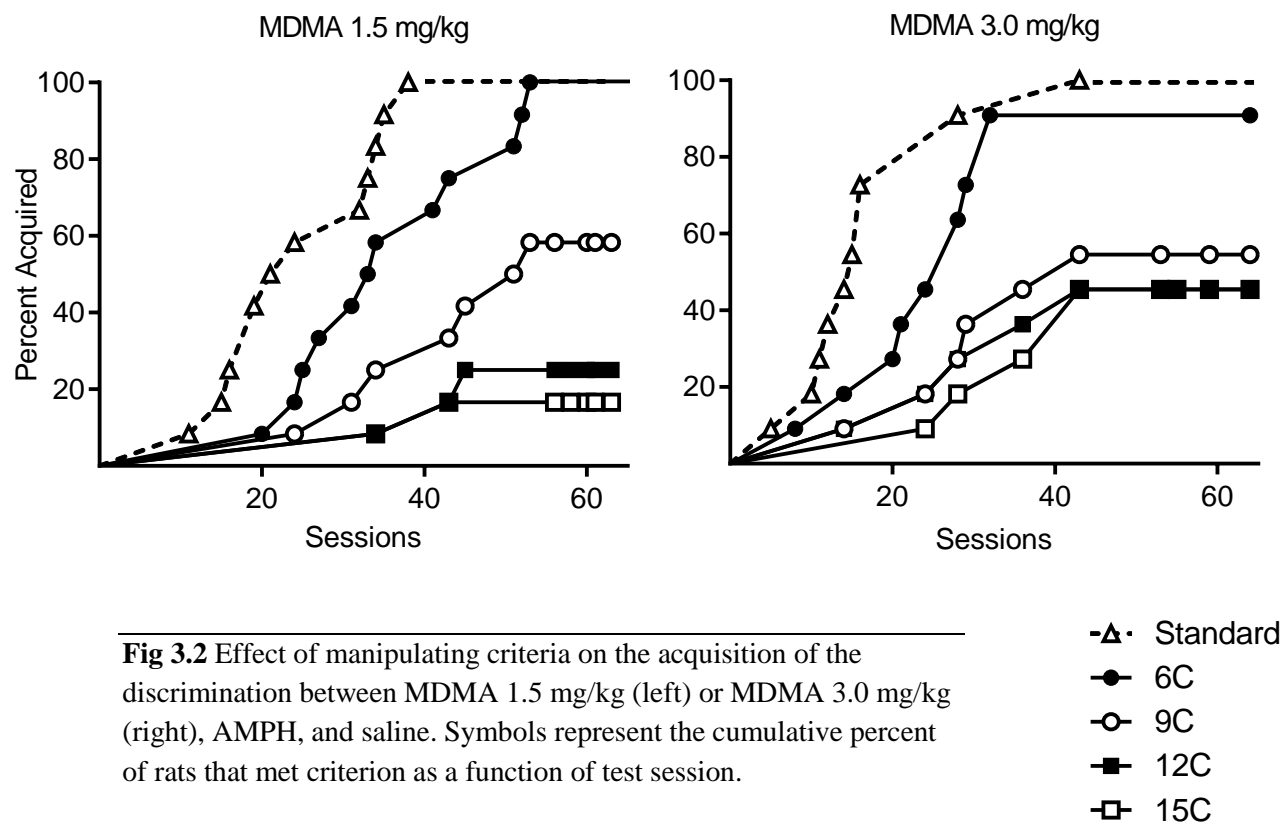 MDMA 1.5 mg/kg
100
80
60
40
20
Percent Acquired
20 40 60
Sessions
MDMA 3.0 mg/kg
100
80
60
40
20
20 40 60
Sessions
Fig 3.2 Effect of manipulating criteria on the acquisition of the
discrimination between MDMA 1.5 mg/kg (left) or MDMA 3.0 mg/kg
(right), AMPH, and saline. Symbols represent the cumulative percent
of rats that met criterion as a function of test session.
Standard
6C
9C
12C
15C